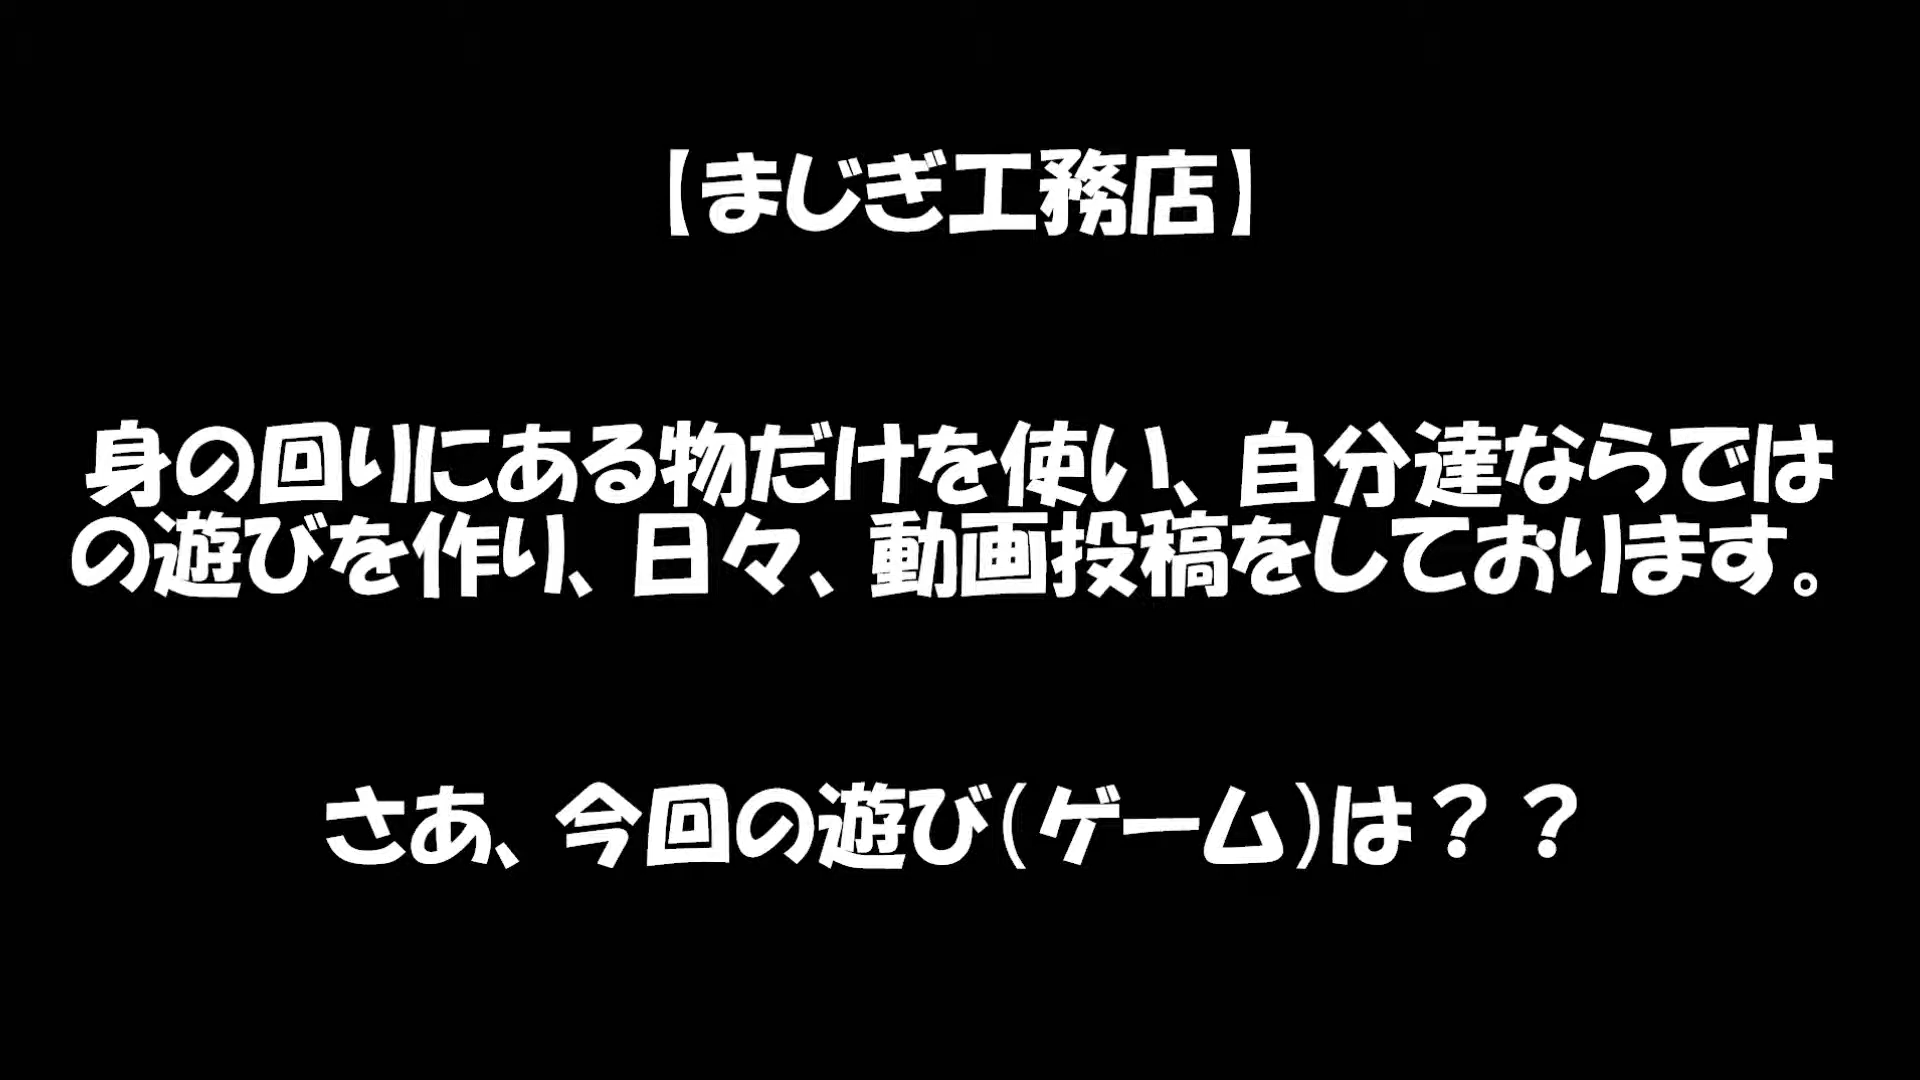 【まじぎ工務店】
身の回りにある物だけを使い、自分達ならでは
の遊びを作り、日々、動画投稿をしております。
さあ、今回の遊び(ゲーム)は？？